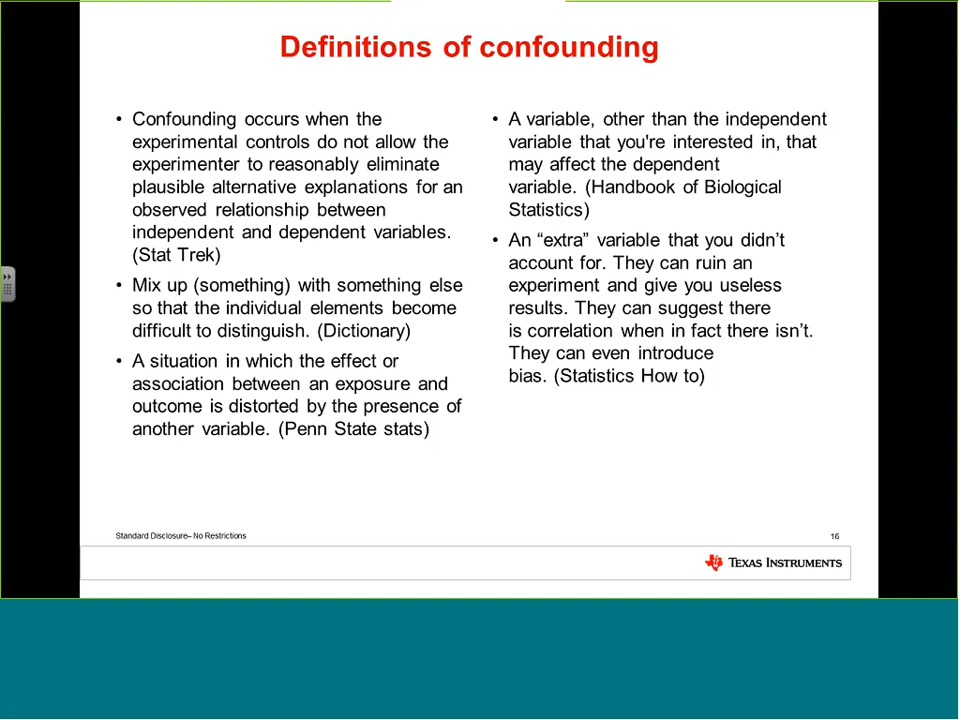 Definitions of confounding
• Confounding occurs when the
experimental controls do not allow the
experimenter to reasonably eliminate
plausible alternative explanations for an
observed relationship between
independent and dependent variables.
(Stat Trek)
• Mix up (something) with something else
so that the individual elements become
difficult to distinguish. (Dictionary)
• A situation in which the effect or
association between an exposure and
outcome is distorted by the presence of
another variable. (Penn State stats)
• A variable, other than the independent
variable that you're interested in, that
may affect the dependent
variable. (Handbook of Biological
Statistics)
• An “extra” variable that you didn’t
account for. They can ruin an
experiment and give you useless
results. They can suggest there
is correlation when in fact there isn’t.
They can even introduce
bias. (Statistics How to)
Standard Disclosure– No Restrictions
16
TEXAS INSTRUMENTS